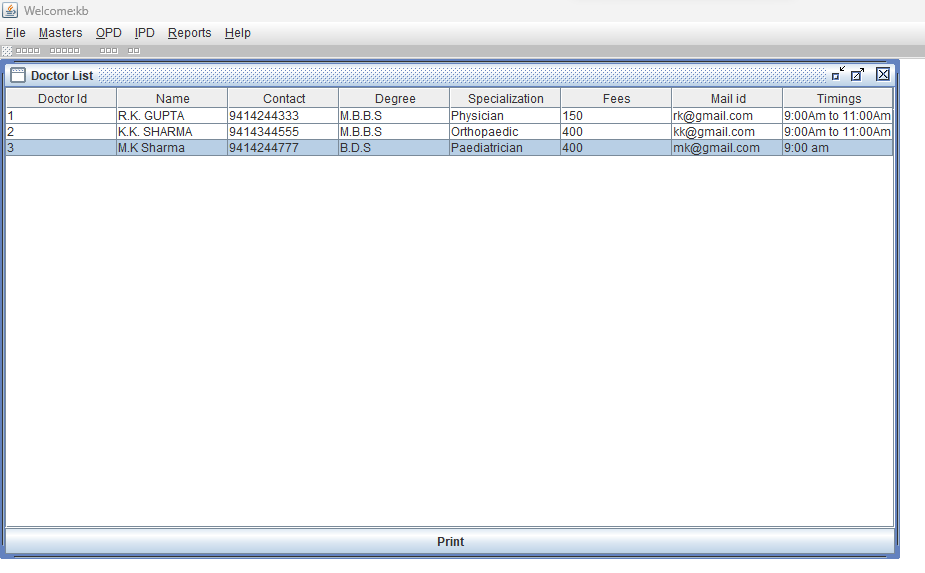 Welcome:kb
File Masters OPD IPD Reports Help
Doctor List
Doctor Id Name Contact Degree Specialization Fees Mail id Timings
1 R.K. GUPTA 9414244333 M.B.B.S Physician 150 rk@gmail.com 9:00Am to 11:00Am
2 K.K. SHARMA 9414344555 M.B.B.S Orthopaedic 400 kk@gmail.com 9:00Am to 11:00Am
3 M.K Sharma 9414244777 B.D.S Paediatrician 400 mk@gmail.com 9:00 am
Print